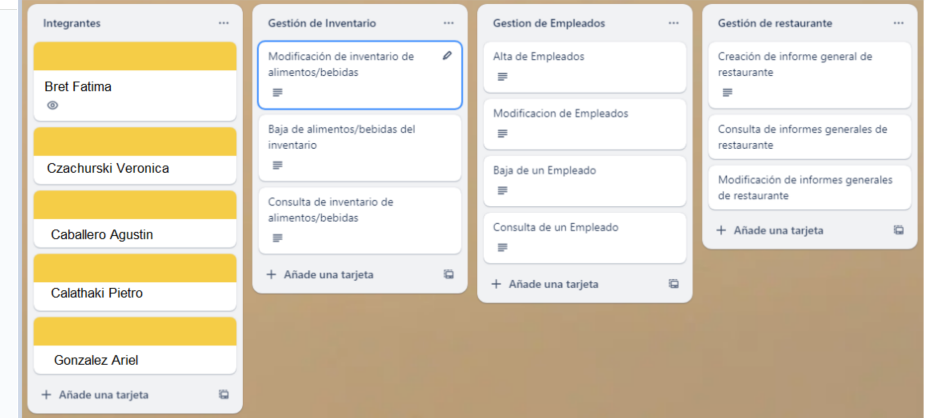 Integrantes
Bret Fatima
Czachurski Veronica
Caballero Agustin
Calathaki Pietro
Gonzalez Ariel
+ Añade una tarjeta
Gestión de Inventario
Modificación de inventario de
alimentos/bebidas
Baja de alimentos/bebidas del
inventario
Consulta de inventario de
alimentos/bebidas
+ Añade una tarjeta
Gestion de Empleados
Alta de Empleados
Modificacion de Empleados
Baja de un Empleado
Consulta de un Empleado
+ Añade una tarjeta
Gestión de restaurante
Creación de informe general de
restaurante
Consulta de informes generales de
restaurante
Modificación de informes generales
de restaurante
+ Añade una tarjeta